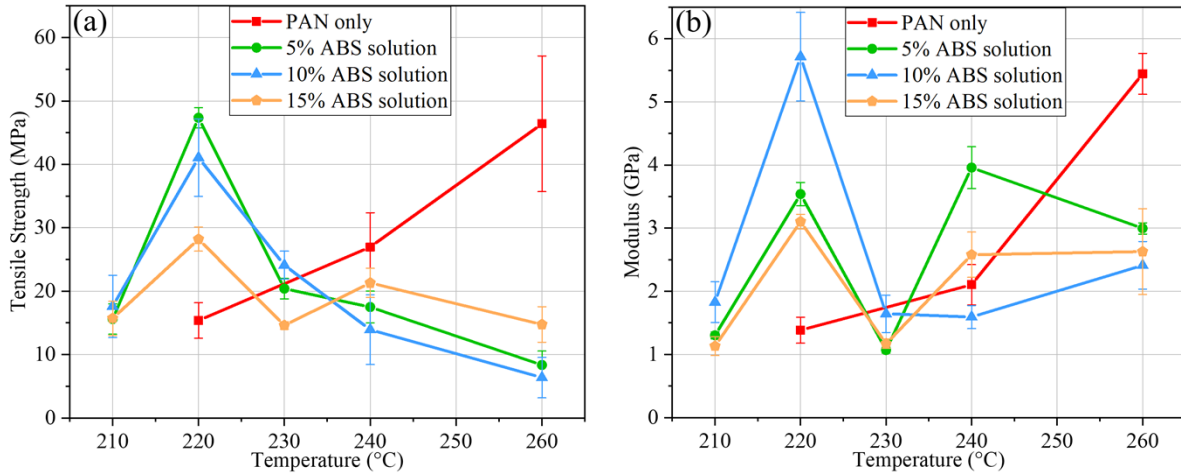 (a)
PAN only
5% ABS solution
10% ABS solution
15% ABS solution
Tensile Strength (MPa)
60
50
40
30
20
10
0
210 220 230 240 250 260
Temperature (°C)
(b)
PAN only
5% ABS solution
10% ABS solution
15% ABS solution
Modulus (GPa)
6
5
4
3
2
1
0
210 220 230 240 250 260
Temperature (°C)